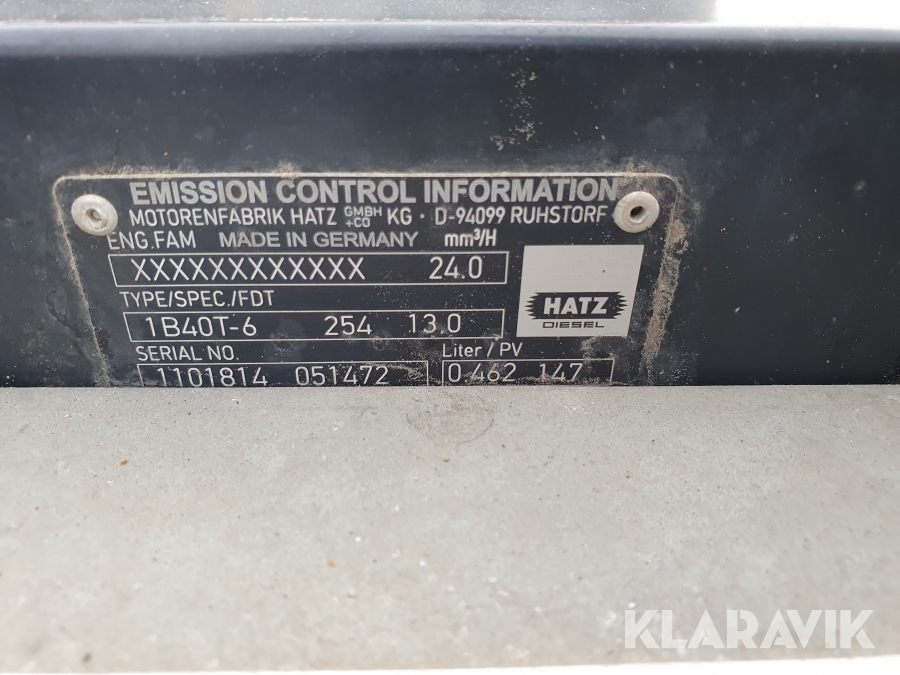 EMISSION CONTROL INFORMATION
MOTORENFABRIK HATZ GMBH +CO KG · D-94099 RUHSTORF
ENG.FAM MADE IN GERMANY mm³/H
XXXXXXXXXXXX 24.0
TYPE/SPEC./FDT
HATZ
DIESEL
1B40T-6 254 13.0
SERIAL NO. Liter / PV
1101814 051472 0.462 147
KLARAVIK